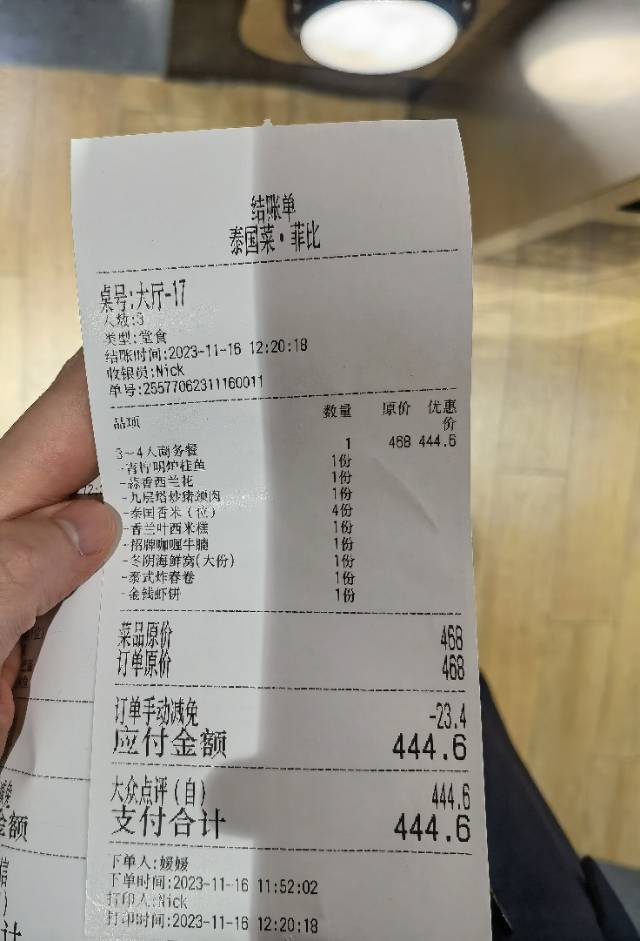 结账单
泰国菜·菲比
桌号:大厅-17
人数:3
类型:堂食
结账时间:2023-11-16 12:20:18
收银员:Nick
单号:25577062311160011
品项 数量 原价 优惠价
3~4人商务餐 1 468 444.6
-青柠明炉桂鱼 1份
-蒜香西兰花 1份
-九层塔炒猪颈肉 1份
-泰国香米(位) 4份
-香兰叶西米糕 1份
-招牌咖喱牛腩 1份
-冬阴海鲜窝(大份) 1份
-泰式炸春卷 1份
-金钱虾饼 1份
菜品原价 468
订单原价 468
订单手动减免 -23.4
应付金额 444.6
大众点评(自) 444.6
支付合计 444.6
下单人:媛媛
下单时间:2023-11-16 11:52:02
打印人:Nick
打印时间:2023-11-16 12:20:18